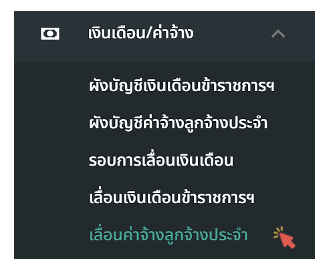 เงินเดือน/ค่าจ้าง
ผังบัญชีเงินเดือนข้าราชการฯ
ผังบัญชีค่าจ้างลูกจ้างประจำ
รอบการเลื่อนเงินเดือน
เลื่อนเงินเดือนข้าราชการฯ
เลื่อนค่าจ้างลูกจ้างประจำ